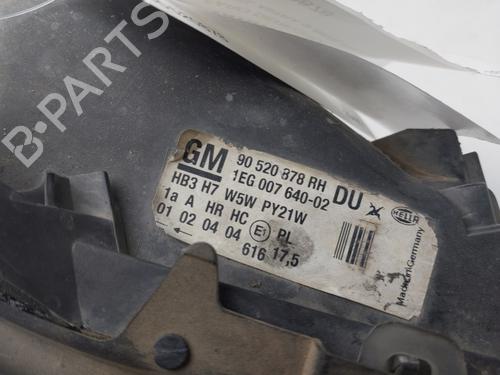 GM
90 520 878 RH
1EG 007 640-02
DU
HB3 H7 W5W PY21W
1a A HR HC E1 PL
01 02 04 04
616 17,5
HELLA
Made in Germany
B-Parts